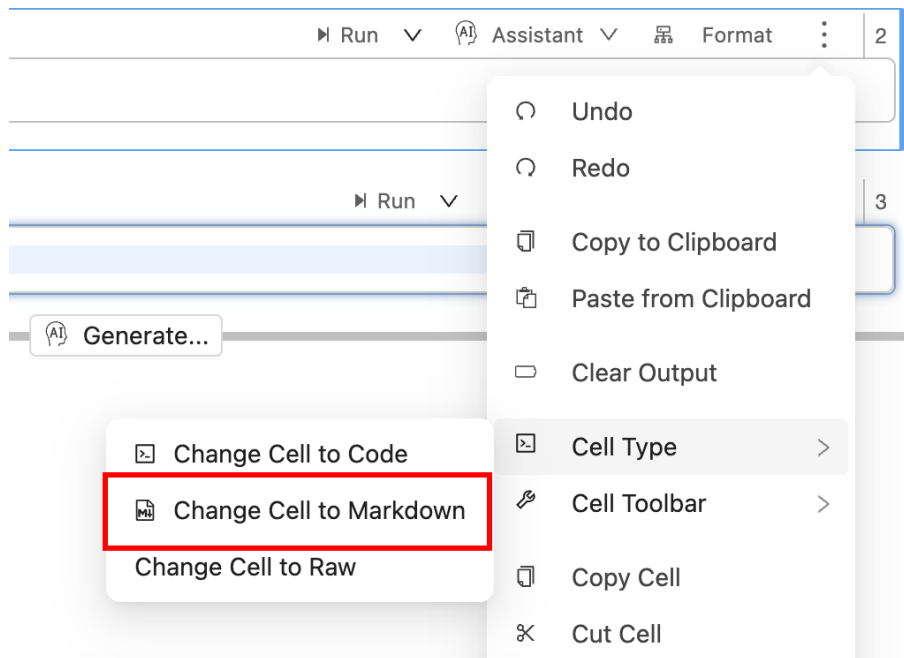 Run Assistant Format 2
Undo
Redo
Run 3
Copy to Clipboard
Paste from Clipboard
AI Generate...
Clear Output
Cell Type
Change Cell to Code
Change Cell to Markdown
Change Cell to Raw
Cell Toolbar
Copy Cell
Cut Cell